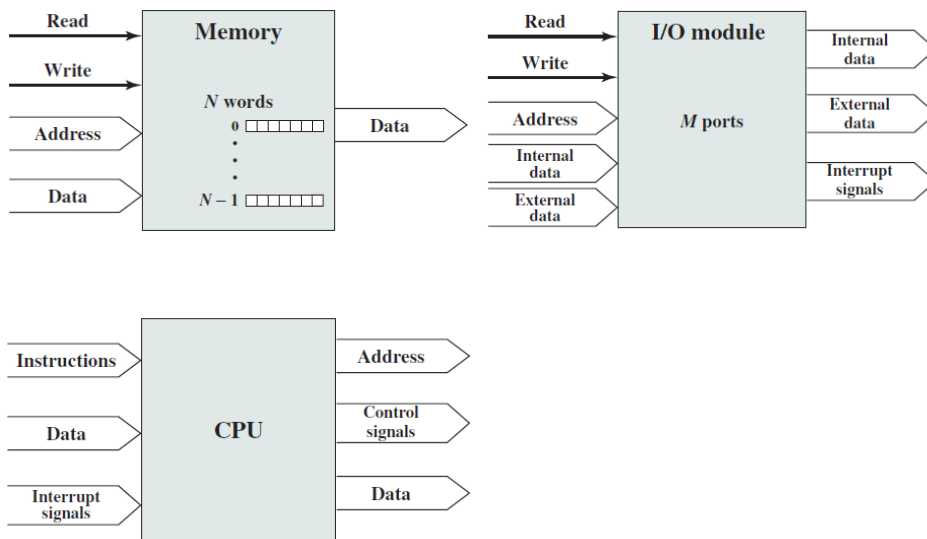 Read
Write
Address
Data
Memory
N words
0
N – 1
Data
Read
Write
Address
Internal
data
External
data
I/O module
M ports
Internal
data
External
data
Interrupt
signals
Instructions
Data
Interrupt
signals
CPU
Address
Control
signals
Data